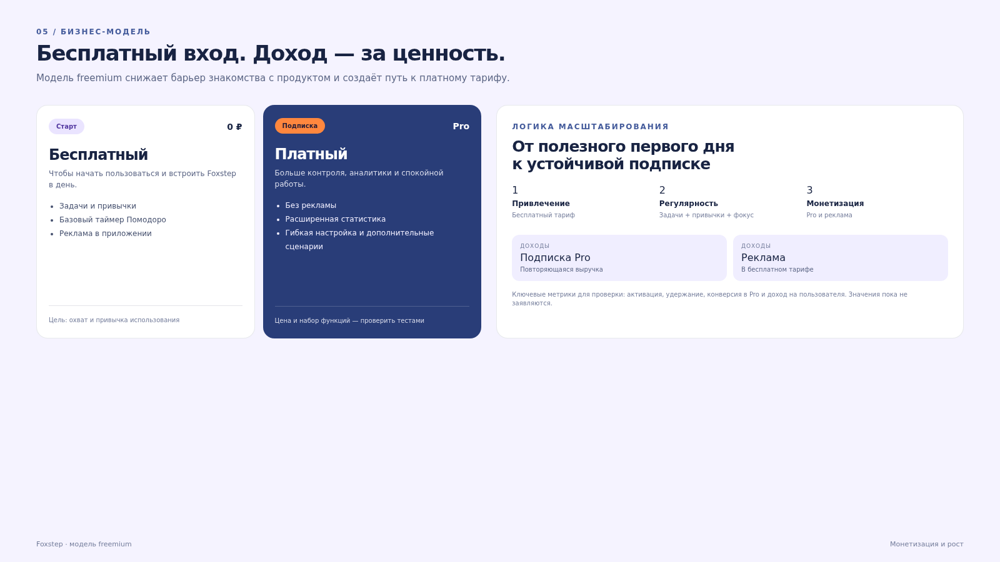 05 / БИЗНЕС-МОДЕЛЬ
Бесплатный вход. Доход — за ценность.
Модель freemium снижает барьер знакомства с продуктом и создаёт путь к платному тарифу.
Старт
0 ₽
Бесплатный
Чтобы начать пользоваться и встроить Foxstep
в день.
• Задачи и привычки
• Базовый таймер Помодоро
• Реклама в приложении
Цель: охват и привычка использования
Подписка
Pro
Платный
Больше контроля, аналитики и спокойной
работы.
• Без рекламы
• Расширенная статистика
• Гибкая настройка и дополнительные
сценарии
Цена и набор функций — проверить тестами
ЛОГИКА МАСШТАБИРОВАНИЯ
От полезного первого дня
к устойчивой подписке
1
Привлечение
Бесплатный тариф
2
Регулярность
Задачи + привычки + фокус
3
Монетизация
Pro и реклама
ДОХОДЫ
Подписка Pro
Повторяющаяся выручка
ДОХОДЫ
Реклама
В бесплатном тарифе
Ключевые метрики для проверки: активация, удержание, конверсия в Pro и доход на пользователя. Значения пока не
заявляются.
Foxstep · модель freemium
Монетизация и рост